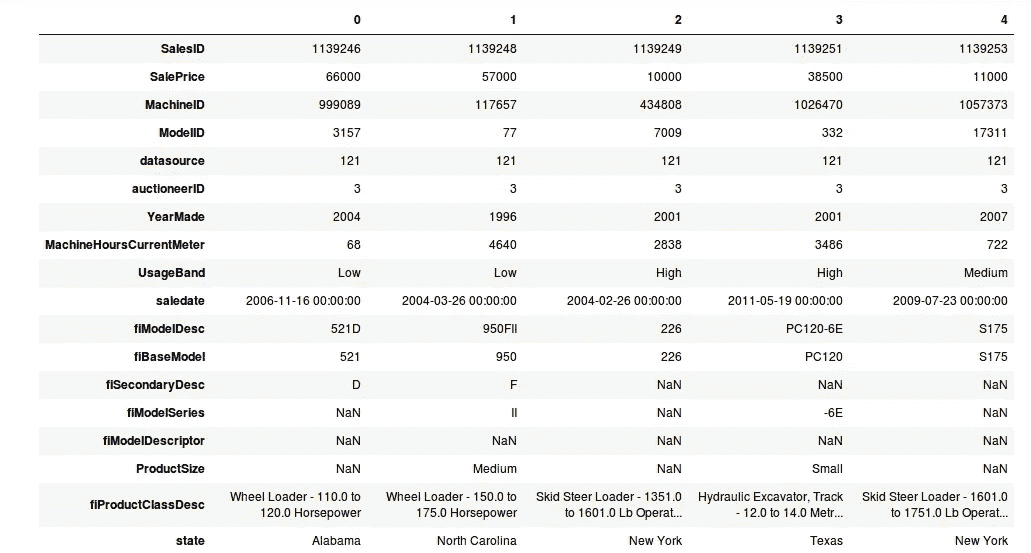 0 1 2 3 4
SalesID 1139246 1139248 1139249 1139251 1139253
SalePrice 66000 57000 10000 38500 11000
MachineID 999089 117657 434808 1026470 1057373
ModelID 3157 77 7009 332 17311
datasource 121 121 121 121 121
auctioneerID 3 3 3 3 3
YearMade 2004 1996 2001 2001 2007
MachineHoursCurrentMeter 68 4640 2838 3486 722
UsageBand Low Low High High Medium
saledate 2006-11-16 00:00:00 2004-03-26 00:00:00 2004-02-26 00:00:00 2011-05-19 00:00:00 2009-07-23 00:00:00
fiModelDesc 521D 950FII 226 PC120-6E S175
fiBaseModel 521 950 226 PC120 S175
fiSecondaryDesc D F NaN NaN NaN
fiModelSeries NaN II NaN -6E NaN
fiModelDescriptor NaN NaN NaN NaN NaN
ProductSize NaN Medium NaN Small NaN
fiProductClassDesc Wheel Loader - 110.0 to Wheel Loader - 150.0 to Skid Steer Loader - 1351.0 Hydraulic Excavator, Track Skid Steer Loader - 1601.0
120.0 Horsepower 175.0 Horsepower to 1601.0 Lb Operat... - 12.0 to 14.0 Metr... to 1751.0 Lb Operat...
state Alabama North Carolina New York Texas New York